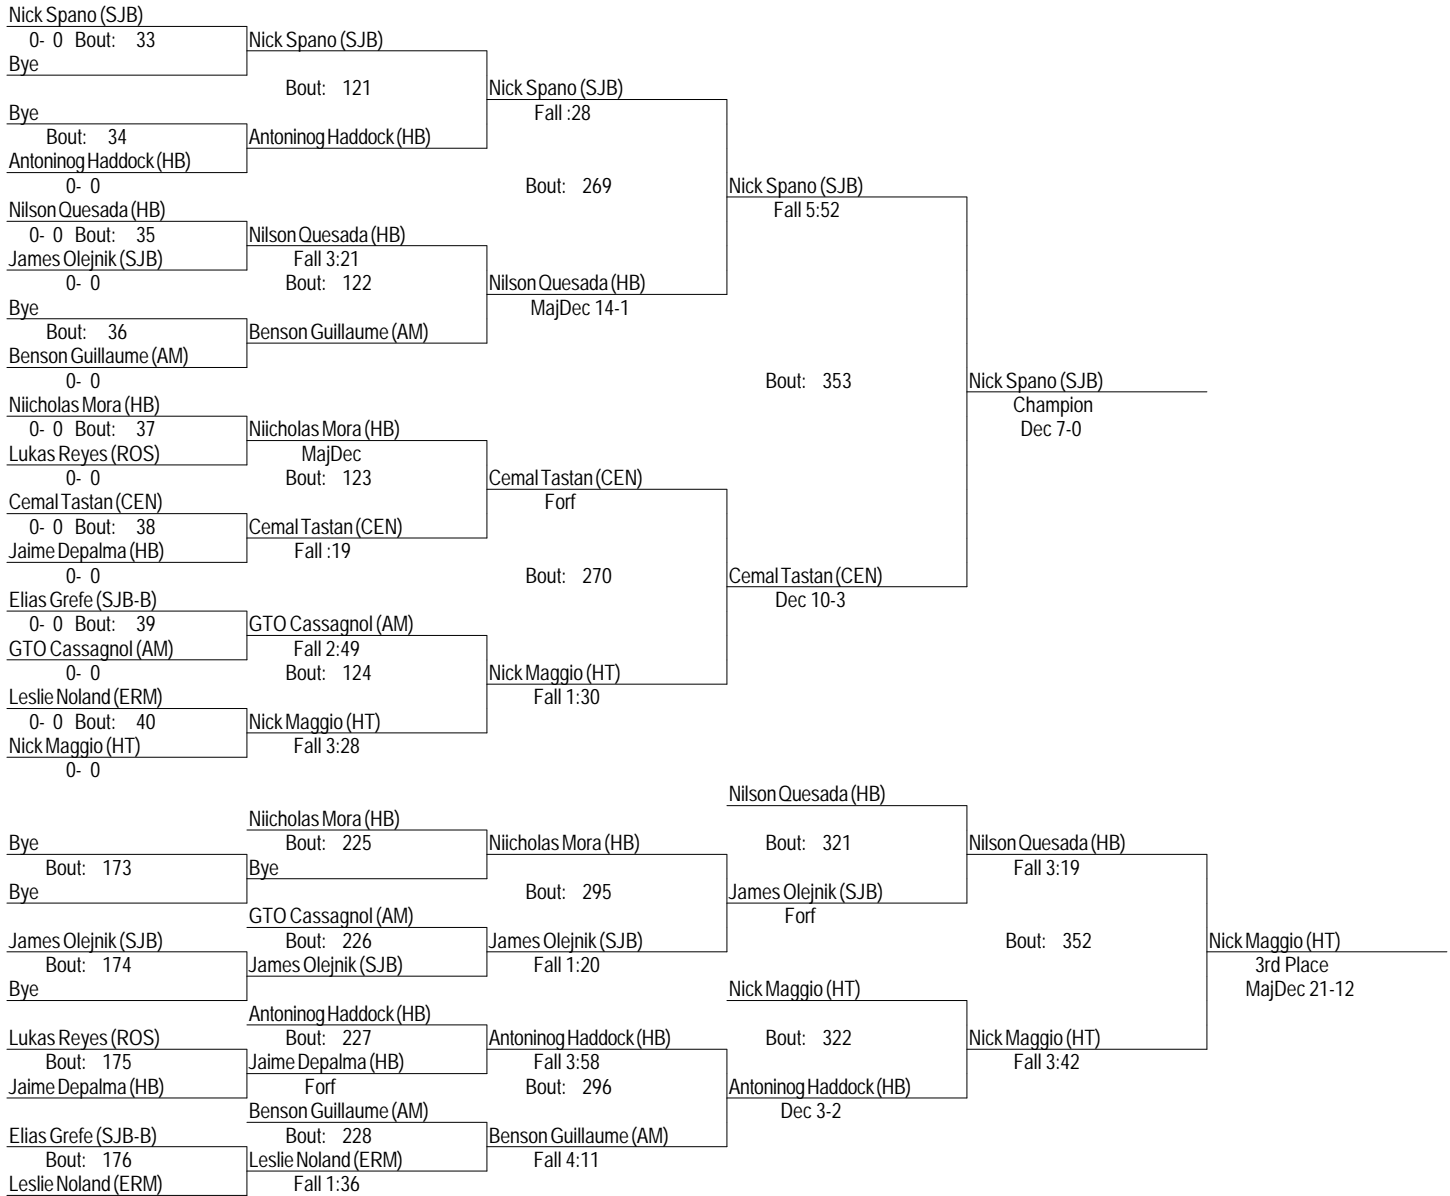 Nick Spano (SJB)
0- 0 Bout: 33
Nick Spano (SJB)
Bye
Bout: 121
Nick Spano (SJB)
Bye
Fall :28
Bout: 34
Antoninog Haddock (HB)
Antoninog Haddock (HB)
0- 0
Bout: 269
Nick Spano (SJB)
Nilson Quesada (HB)
Fall 5:52
0- 0 Bout: 35
Nilson Quesada (HB)
James Olejnik (SJB)
Fall 3:21
0- 0
Bout: 122
Nilson Quesada (HB)
Bye
MajDec 14-1
Bout: 36
Benson Guillaume (AM)
Benson Guillaume (AM)
0- 0
Bout: 353
Nick Spano (SJB)
Niicholas Mora (HB)
Champion
0- 0 Bout: 37
Niicholas Mora (HB)
Dec 7-0
Lukas Reyes (ROS)
MajDec
0- 0
Bout: 123
Cemal Tastan (CEN)
Cemal Tastan (CEN)
Forf
0- 0 Bout: 38
Cemal Tastan (CEN)
Jaime Depalma (HB)
Fall :19
0- 0
Bout: 270
Cemal Tastan (CEN)
Elias Grefe (SJB-B)
Dec 10-3
0- 0 Bout: 39
GTO Cassagnol (AM)
GTO Cassagnol (AM)
Fall 2:49
0- 0
Bout: 124
Nick Maggio (HT)
Leslie Noland (ERM)
Fall 1:30
0- 0 Bout: 40
Nick Maggio (HT)
Nick Maggio (HT)
Fall 3:28
0- 0
Nilson Quesada (HB)
Niicholas Mora (HB)
Bye
Bout: 225
Niicholas Mora (HB)
Bout: 321
Nilson Quesada (HB)
Bout: 173
Bye
Fall 3:19
Bye
Bout: 295
James Olejnik (SJB)
GTO Cassagnol (AM)
Forf
James Olejnik (SJB)
Bout: 226
James Olejnik (SJB)
Bout: 352
Nick Maggio (HT)
Bout: 174
James Olejnik (SJB)
Fall 1:20
3rd Place
Bye
Nick Maggio (HT)
MajDec 21-12
Antoninog Haddock (HB)
Lukas Reyes (ROS)
Bout: 227
Antoninog Haddock (HB)
Bout: 322
Nick Maggio (HT)
Bout: 175
Jaime Depalma (HB)
Fall 3:58
Fall 3:42
Jaime Depalma (HB)
Forf
Bout: 296
Antoninog Haddock (HB)
Benson Guillaume (AM)
Dec 3-2
Elias Grefe (SJB-B)
Bout: 228
Benson Guillaume (AM)
Bout: 176
Leslie Noland (ERM)
Fall 4:11
Leslie Noland (ERM)
Fall 1:36